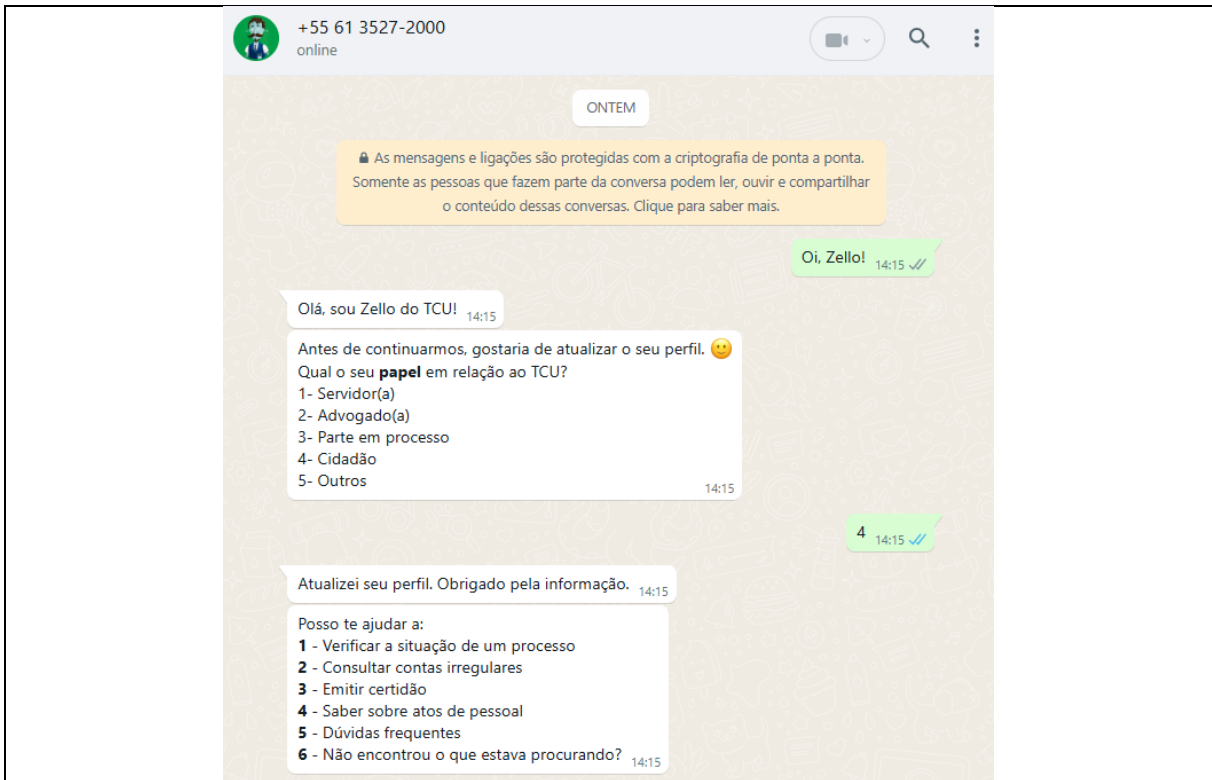 +55 61 3527-2000
online
ONTEM
As mensagens e ligações são protegidas com a criptografia de ponta a ponta.
Somente as pessoas que fazem parte da conversa podem ler, ouvir e compartilhar
o conteúdo dessas conversas. Clique para saber mais.
Oi, Zello! 14:15
Olá, sou Zello do TCU! 14:15
Antes de continuarmos, gostaria de atualizar o seu perfil. 🙂
Qual o seu papel em relação ao TCU?
1- Servidor(a)
2- Advogado(a)
3- Parte em processo
4- Cidadão
5- Outros 14:15
4 14:15
Atualizei seu perfil. Obrigado pela informação. 14:15
Posso te ajudar a:
1 - Verificar a situação de um processo
2 - Consultar contas irregulares
3 - Emitir certidão
4 - Saber sobre atos de pessoal
5 - Dúvidas frequentes
6 - Não encontrou o que estava procurando? 14:15